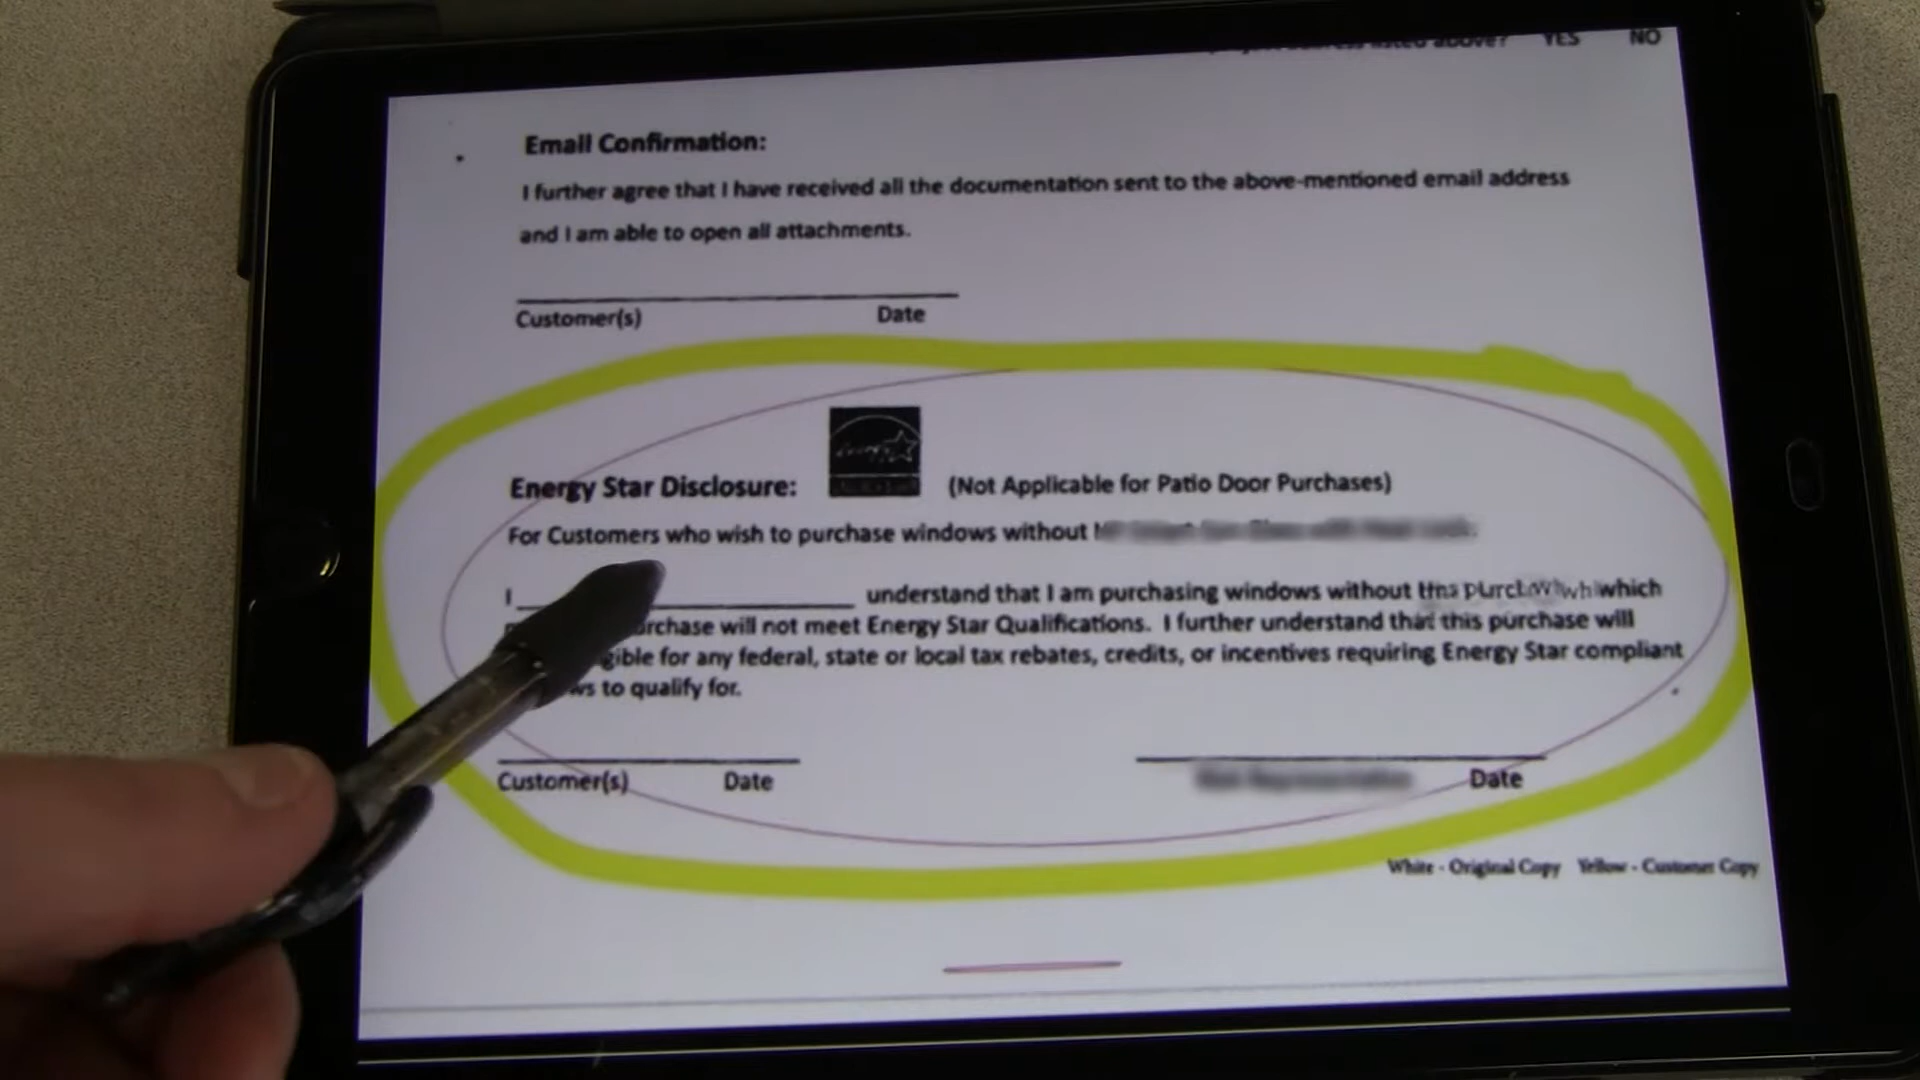 above? YES NO
Email Confirmation:
I further agree that I have received all the documentation sent to the above-mentioned email address
and I am able to open all attachments.
Customer(s) Date
Energy Star Disclosure: (Not Applicable for Patio Door Purchases)
For Customers who wish to purchase windows without
I understand that I am purchasing windows without which
will not meet Energy Star Qualifications. I further understand that this purchase will
for any federal, state or local tax rebates, credits, or incentives requiring Energy Star compliant
to qualify for.
Customer(s) Date Date
White - Original Copy Yellow - Customer Copy